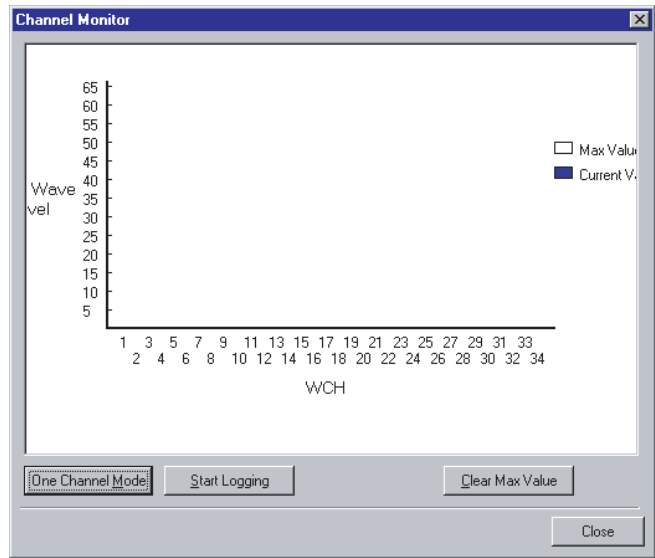 Channel Monitor
65
60
55
50
45
40
35
30
25
20
15
10
5
Wave
vel
Max Valu
Current V
1 3 5 7 9 11 13 15 17 19 21 23 25 27 29 31 33
2 4 6 8 10 12 14 16 18 20 22 24 26 28 30 32 34
WCH
One Channel Mode
Start Logging
Clear Max Value
Close